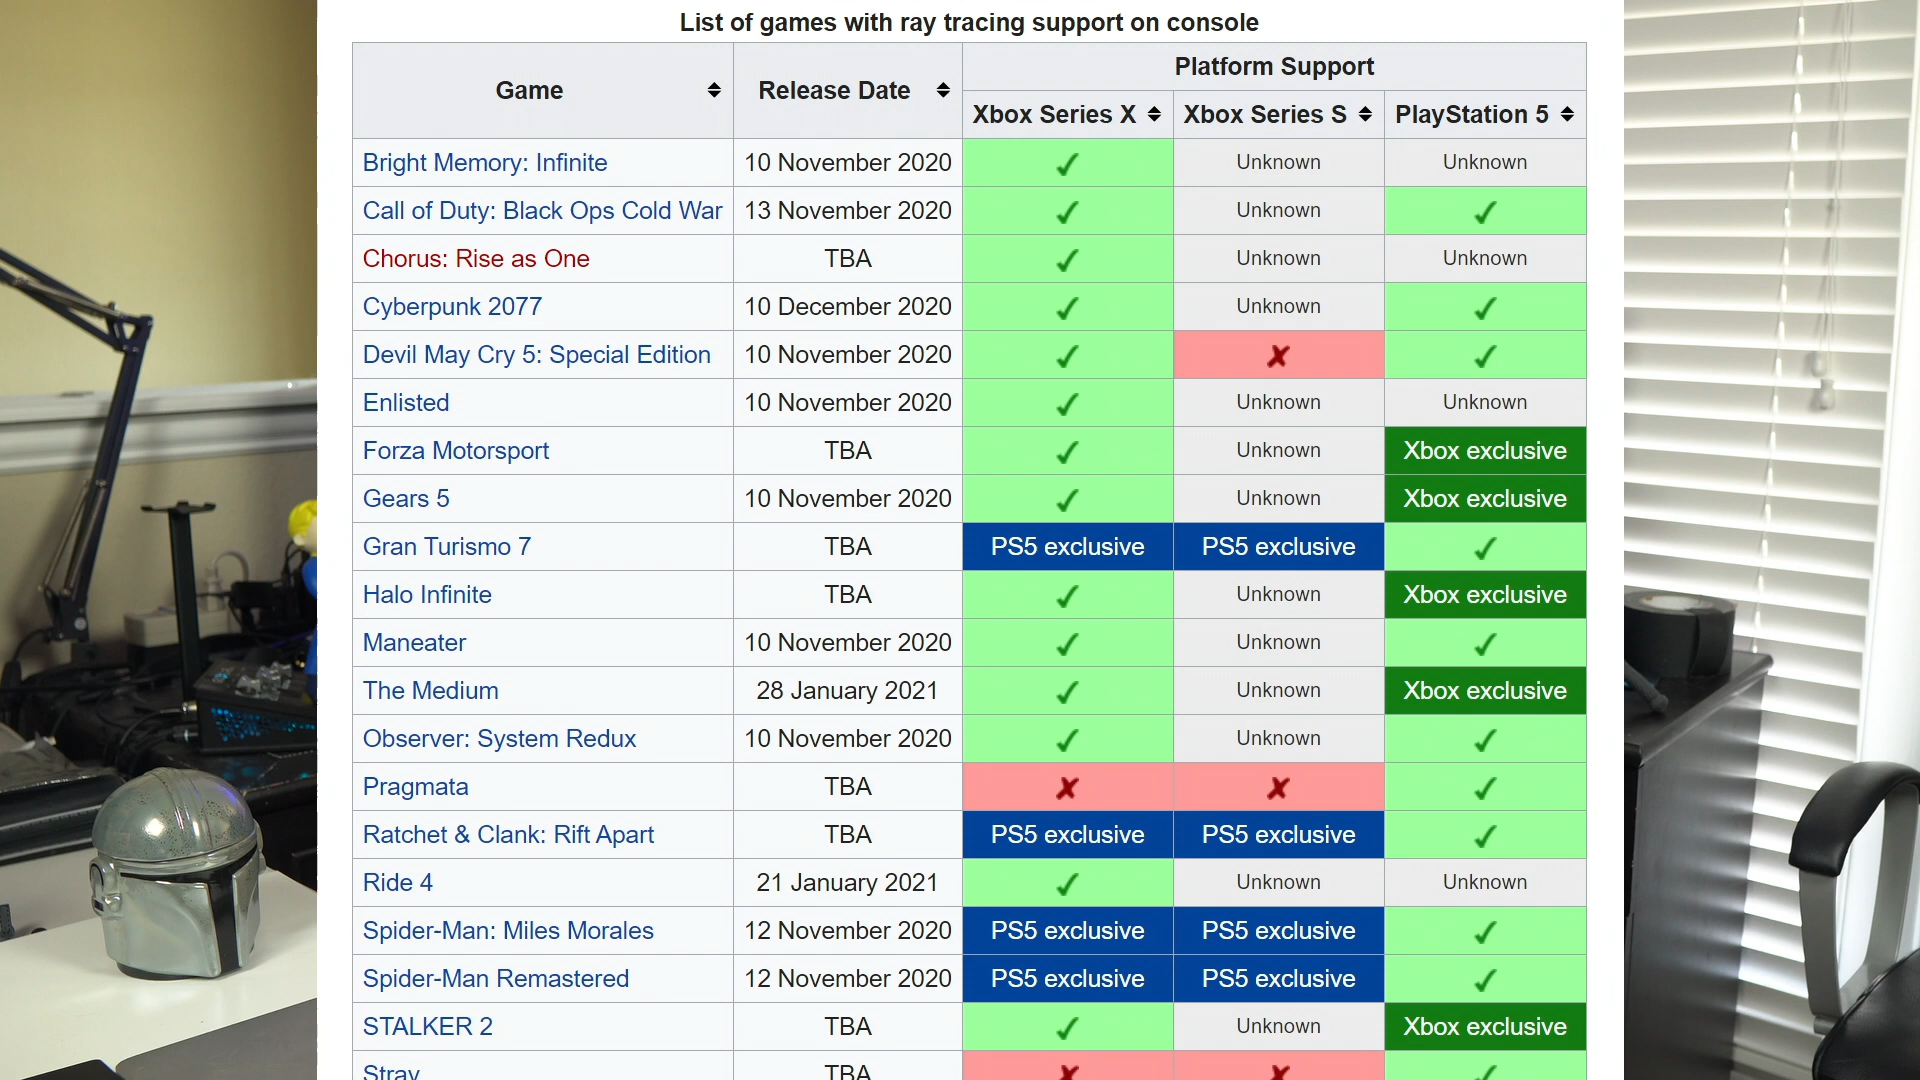 List of games with ray tracing support on console
Game Release Date Platform Support
Xbox Series X Xbox Series S PlayStation 5
Bright Memory: Infinite 10 November 2020 ✓ Unknown Unknown
Call of Duty: Black Ops Cold War 13 November 2020 ✓ Unknown ✓
Chorus: Rise as One TBA ✓ Unknown Unknown
Cyberpunk 2077 10 December 2020 ✓ Unknown ✓
Devil May Cry 5: Special Edition 10 November 2020 ✓ ✗ ✓
Enlisted 10 November 2020 ✓ Unknown Unknown
Forza Motorsport TBA ✓ Unknown Xbox exclusive
Gears 5 10 November 2020 ✓ Unknown Xbox exclusive
Gran Turismo 7 TBA PS5 exclusive PS5 exclusive ✓
Halo Infinite TBA ✓ Unknown Xbox exclusive
Maneater 10 November 2020 ✓ Unknown ✓
The Medium 28 January 2021 ✓ Unknown Xbox exclusive
Observer: System Redux 10 November 2020 ✓ Unknown ✓
Pragmata TBA ✗ ✗ ✓
Ratchet & Clank: Rift Apart TBA PS5 exclusive PS5 exclusive ✓
Ride 4 21 January 2021 ✓ Unknown Unknown
Spider-Man: Miles Morales 12 November 2020 PS5 exclusive PS5 exclusive ✓
Spider-Man Remastered 12 November 2020 PS5 exclusive PS5 exclusive ✓
STALKER 2 TBA ✓ Unknown Xbox exclusive
Stray TBA ✗ ✗ ✓